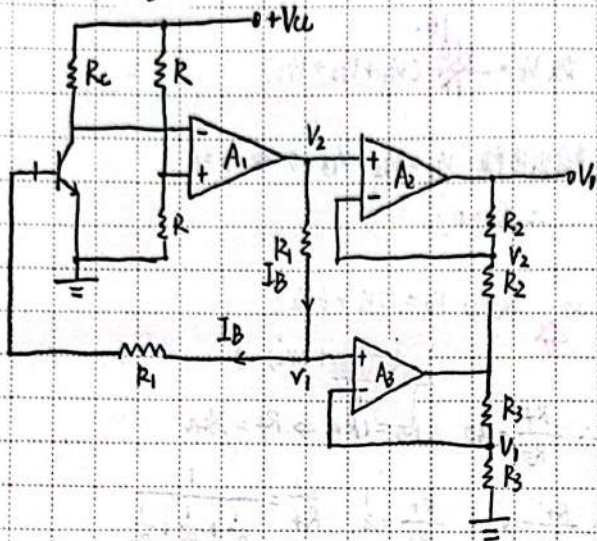 +Vcc
Rc
R
A1
-
+
V2
+
A2
-
Vo
R
R1
IB
R2
V2
R2
IB
R1
V1
+
A3
-
R3
V1
R3